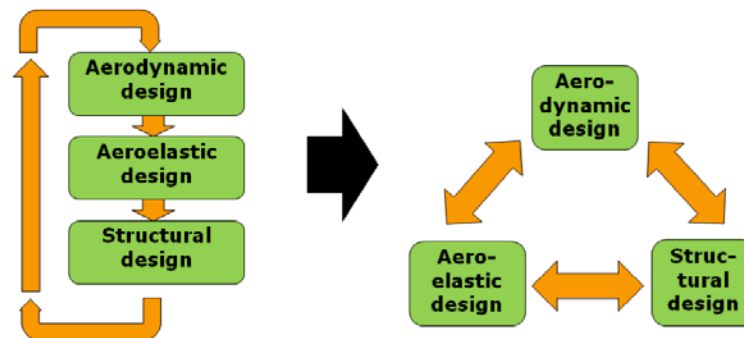 Aerodynamic
design
Aeroelastic
design
Structural
design
Aero-
dynamic
design
Aero-
elastic
design
Struc-
tural
design